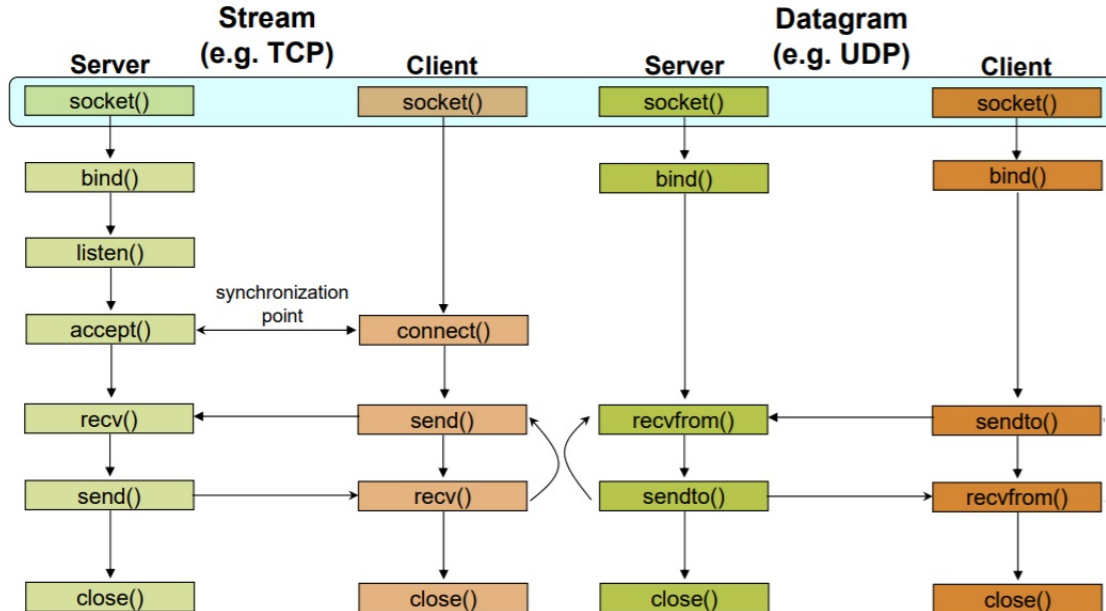 Stream
(e.g. TCP)
Datagram
(e.g. UDP)
Server
Client
Server
Client
socket()
socket()
socket()
socket()
bind()
bind()
bind()
listen()
synchronization
point
accept()
connect()
recv()
send()
recvfrom()
sendto()
send()
recv()
sendto()
recvfrom()
close()
close()
close()
close()